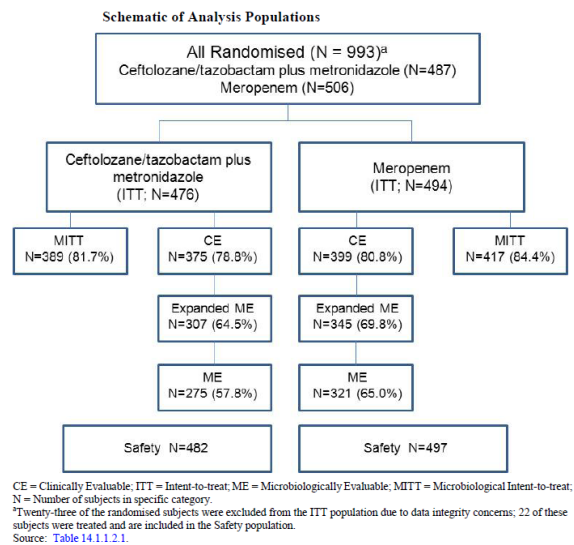 Schematic of Analysis Populations
All Randomised (N = 993)ᵃ
Ceftolozane/tazobactam plus metronidazole (N=487)
Meropenem (N=506)
Ceftolozane/tazobactam plus
metronidazole
(ITT; N=476)
Meropenem
(ITT; N=494)
MITT
N=389 (81.7%)
CE
N=375 (78.8%)
CE
N=399 (80.8%)
MITT
N=417 (84.4%)
Expanded ME
N=307 (64.5%)
Expanded ME
N=345 (69.8%)
ME
N=275 (57.8%)
ME
N=321 (65.0%)
Safety N=482
Safety N=497
CE = Clinically Evaluable; ITT = Intent-to-treat; ME = Microbiologically Evaluable; MITT = Microbiological Intent-to-treat;
N = Number of subjects in specific category.
ᵃTwenty-three of the randomised subjects were excluded from the ITT population due to data integrity concerns; 22 of these
subjects were treated and are included in the Safety population.
Source: Table 14.1.1.2.1.